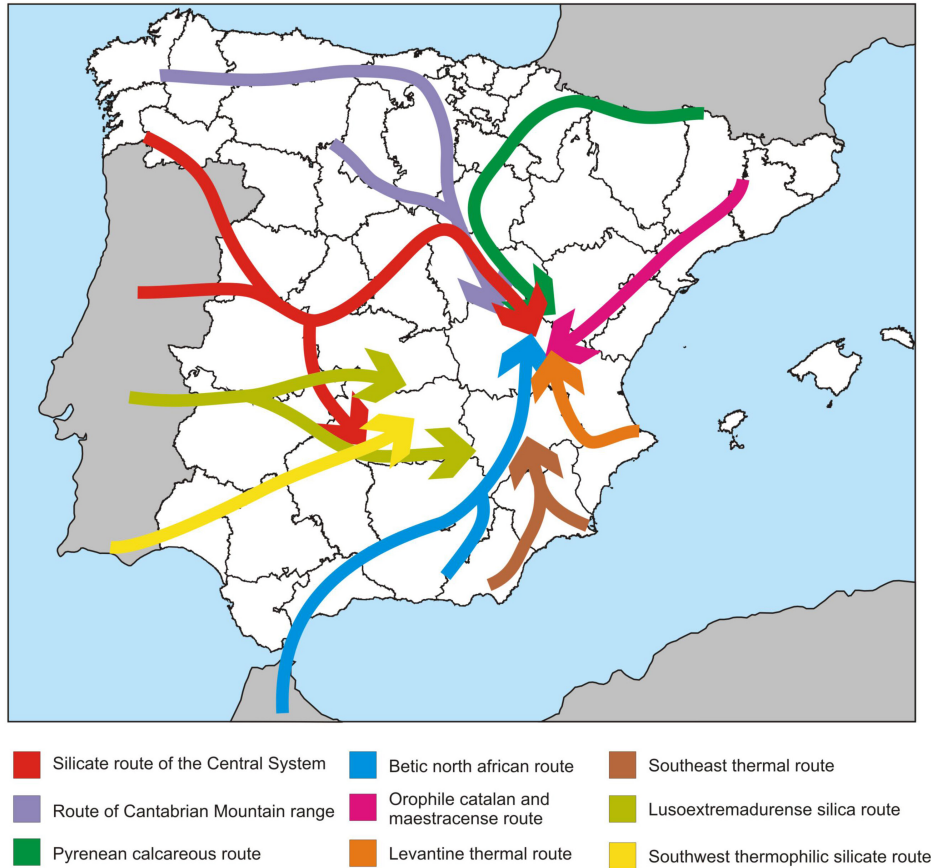 Silicate route of the Central System
Route of Cantabrian Mountain range
Pyrenean calcareous route
Betic north african route
Orophile catalan and
maestracense route
Levantine thermal route
Southeast thermal route
Lusoextremadurense silica route
Southwest thermophilic silicate route